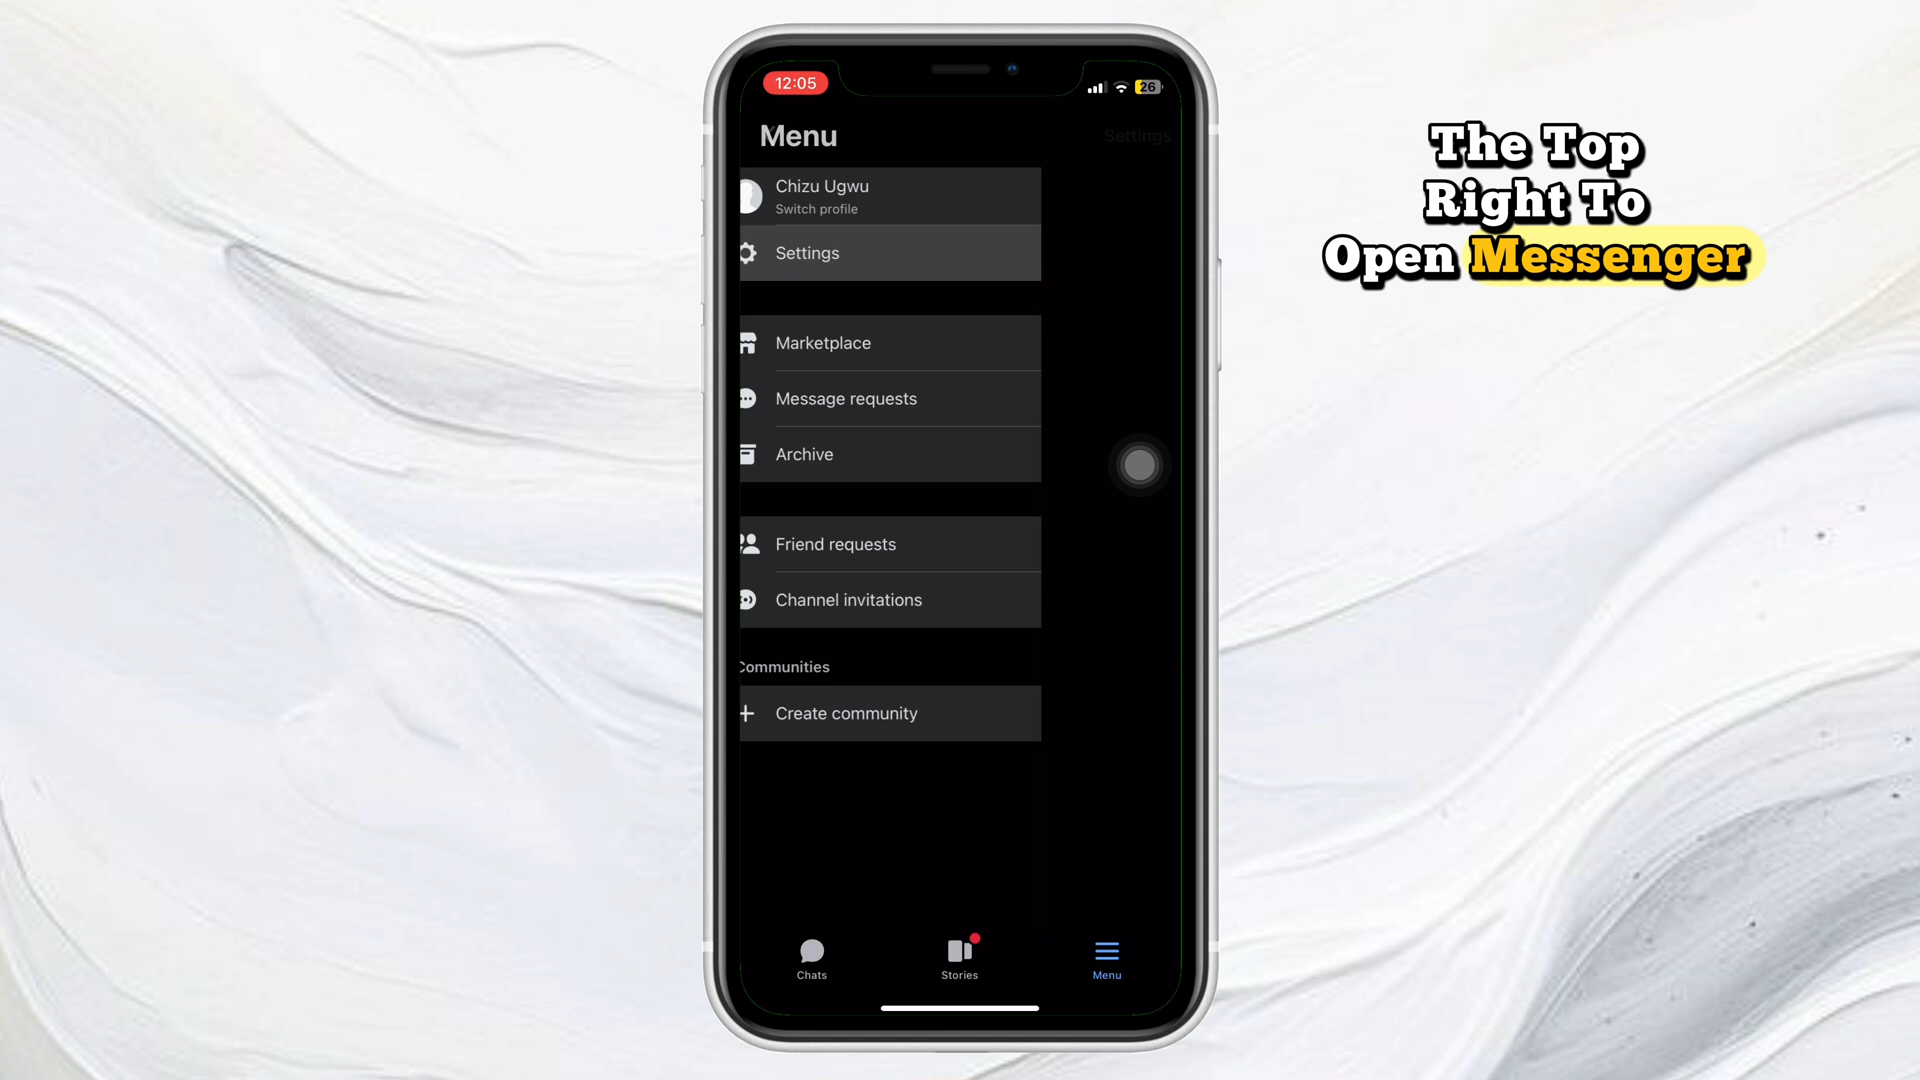 12:05
26
Menu
Settings
Chizu Ugwu
Switch profile
Settings
Marketplace
Message requests
Archive
Friend requests
Channel invitations
Communities
Create community
Chats
Stories
Menu
The Top
Right To
Open Messenger